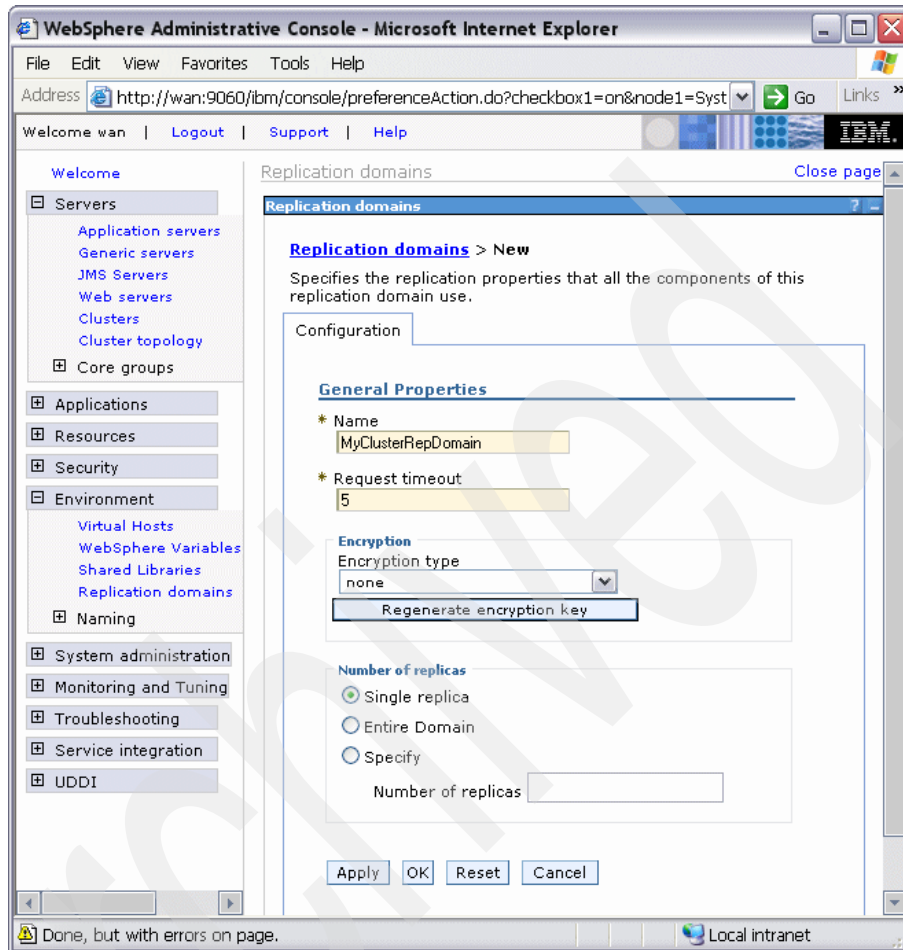 WebSphere Administrative Console - Microsoft Internet Explorer
File Edit View Favorites Tools Help
Address http://wan:9060/ibm/console/preferenceAction.do?checkbox1=on&node1=Syst Go Links »
Welcome wan | Logout | Support | Help IBM.
Welcome
Servers
Application servers
Generic servers
JMS Servers
Web servers
Clusters
Cluster topology
Core groups
Applications
Resources
Security
Environment
Virtual Hosts
WebSphere Variables
Shared Libraries
Replication domains
Naming
System administration
Monitoring and Tuning
Troubleshooting
Service integration
UDDI
Replication domains Close page
Replication domains ? –
Replication domains > New
Specifies the replication properties that all the components of this
replication domain use.
Configuration
General Properties
* Name
MyClusterRepDomain
* Request timeout
5
Encryption
Encryption type
none
Regenerate encryption key
Number of replicas
Single replica
Entire Domain
Specify
Number of replicas
Apply OK Reset Cancel
Done, but with errors on page. Local intranet